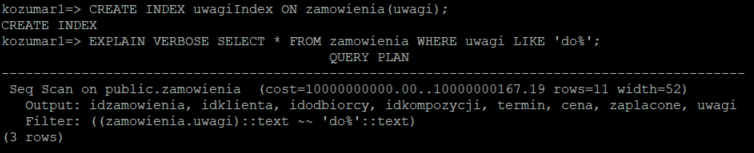 kozumar1=> CREATE INDEX uwagiIndex ON zamowienia(uwagi);
CREATE INDEX
kozumar1=> EXPLAIN VERBOSE SELECT * FROM zamowienia WHERE uwagi LIKE 'do%';
QUERY PLAN
--------------------------------------------------------------------------------------------
Seq Scan on public.zamowienia  (cost=10000000000.00..10000000167.19 rows=11 width=52)
Output: idzamowienia, idklienta, idodbiorcy, idkompozycji, termin, cena, zaplacone, uwagi
Filter: ((zamowienia.uwagi)::text ~~ 'do%'::text)
(3 rows)